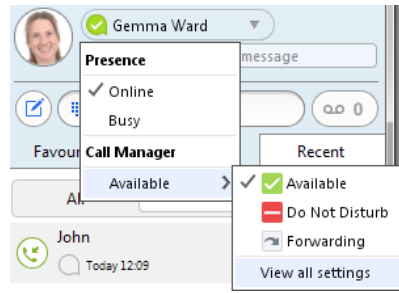 Gemma Ward
Presence
message
Online
Busy
0
Favour
Call Manager
Recent
Available
Available
All
Do Not Disturb
John
Forwarding
Today 12:09
View all settings